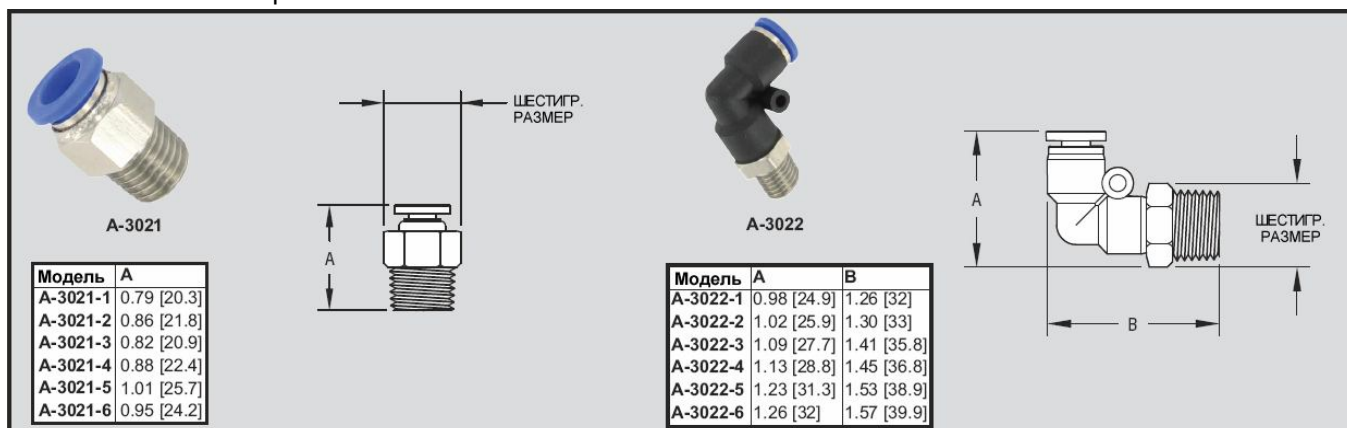 ШЕСТИГР.
РАЗМЕР
A
A-3021
Модель A
A-3021-1 0.79 [20.3]
A-3021-2 0.86 [21.8]
A-3021-3 0.82 [20.9]
A-3021-4 0.88 [22.4]
A-3021-5 1.01 [25.7]
A-3021-6 0.95 [24.2]
A-3022
A
ШЕСТИГР.
РАЗМЕР
B
Модель A B
A-3022-1 0.98 [24.9] 1.26 [32]
A-3022-2 1.02 [25.9] 1.30 [33]
A-3022-3 1.09 [27.7] 1.41 [35.8]
A-3022-4 1.13 [28.8] 1.45 [36.8]
A-3022-5 1.23 [31.3] 1.53 [38.9]
A-3022-6 1.26 [32] 1.57 [39.9]